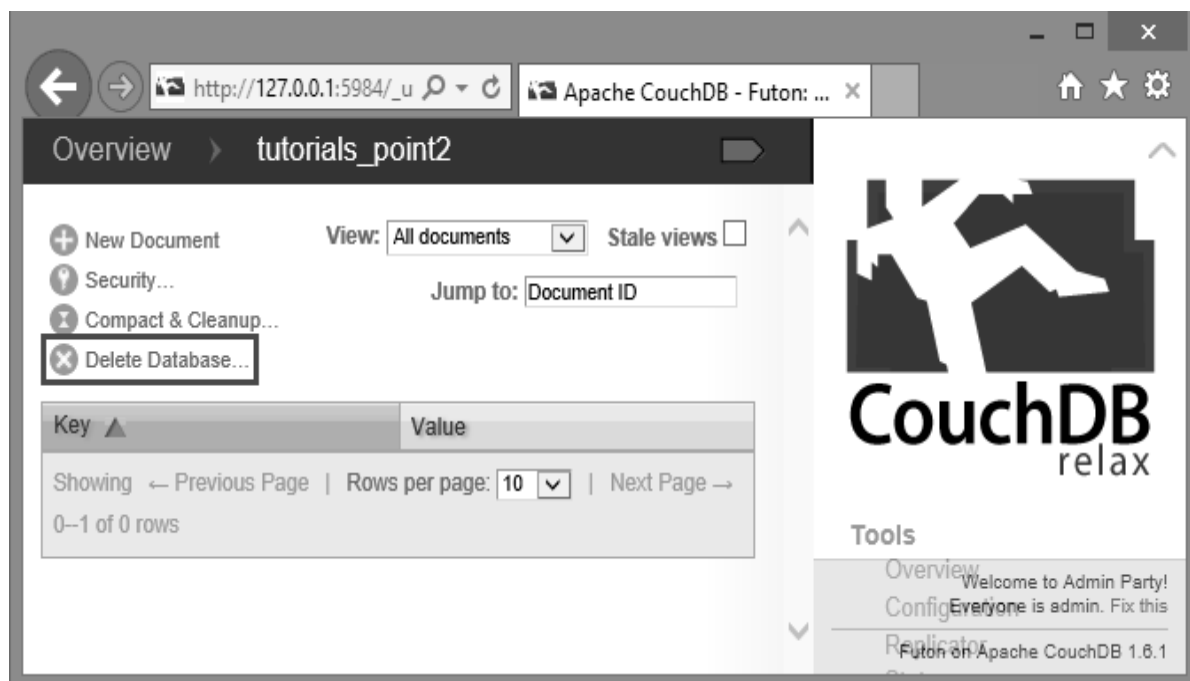 http://127.0.0.1:5984/_u
Apache CouchDB - Futon: ...
Overview > tutorials_point2
New Document
Security...
Compact & Cleanup...
Delete Database...
View: All documents
Stale views
Jump to: Document ID
Key Value
Showing ← Previous Page | Rows per page: 10 | Next Page →
0--1 of 0 rows
CouchDB
relax
Tools
Overview
Configuration
Replicator
Welcome to Admin Party!
Everyone is admin. Fix this
Futon on Apache CouchDB 1.6.1